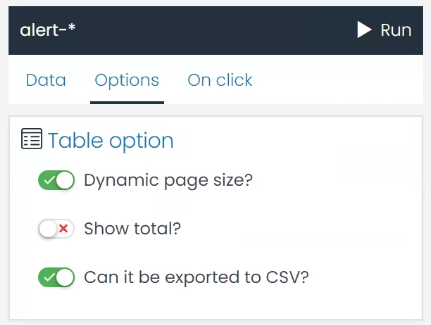 alert-*
Run
Data Options On click
Table option
Dynamic page size?
Show total?
Can it be exported to CSV?